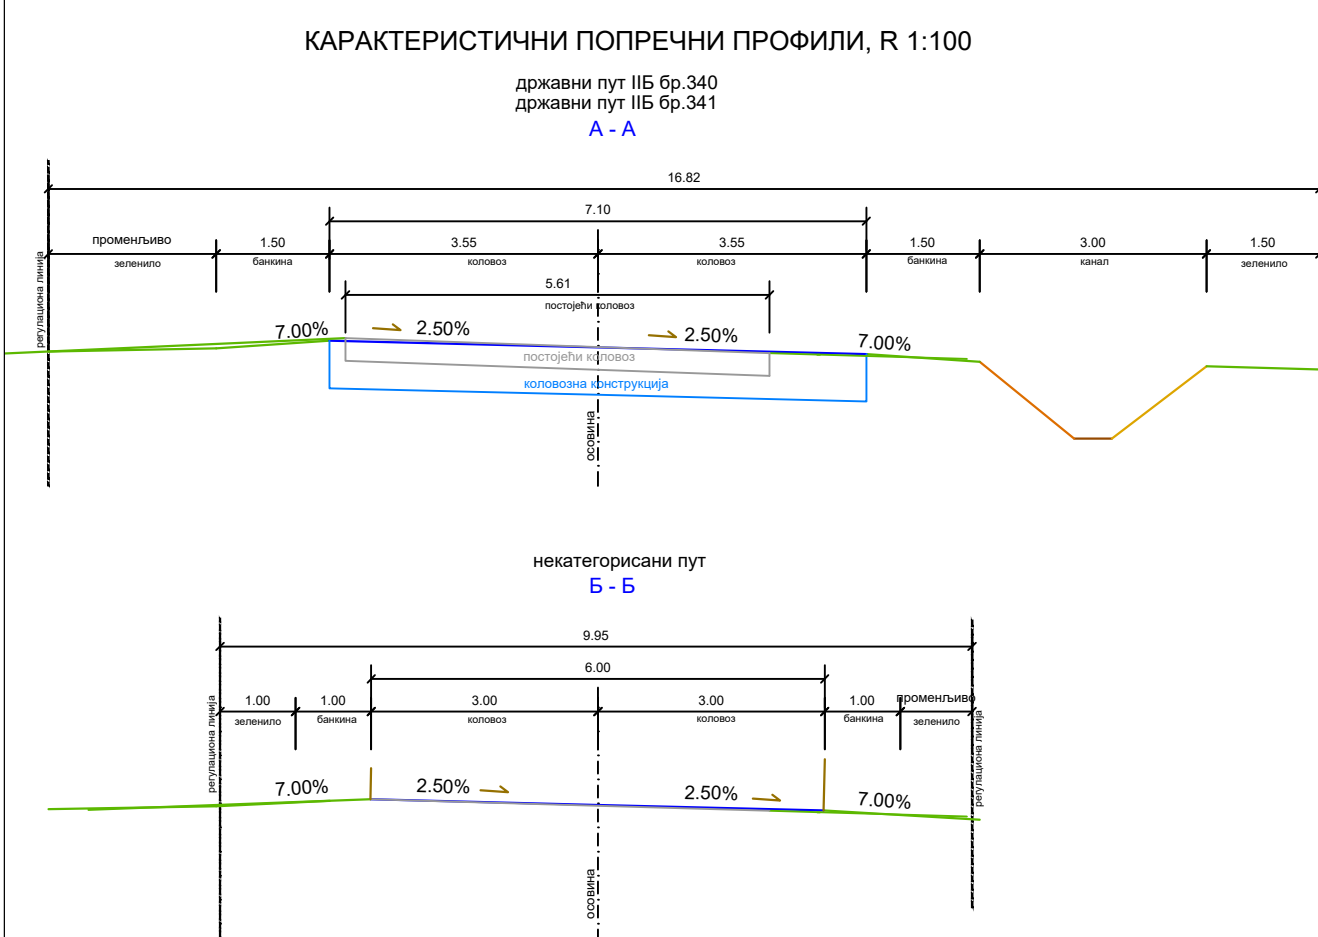 КАРАКТЕРИСТИЧНИ ПОПРЕЧНИ ПРОФИЛИ, R 1:100
државни пут IIБ бр.340
државни пут IIБ бр.341
А - А
16.82
7.10
променљиво
1.50
3.55
3.55
1.50
3.00
1.50
зеленило
банкина
коловоз
коловоз
банкина
канал
зеленило
регулациона линија
5.61
постојећи коловоз
7.00%
2.50%
2.50%
7.00%
постојећи коловоз
коловозна конструкција
осовина
некатегорисани пут
Б - Б
9.95
6.00
1.00
1.00
3.00
3.00
1.00
променљиво
зеленило
банкина
коловоз
коловоз
банкина
зеленило
регулациона линија
регулациона линија
7.00%
2.50%
2.50%
7.00%
осовина